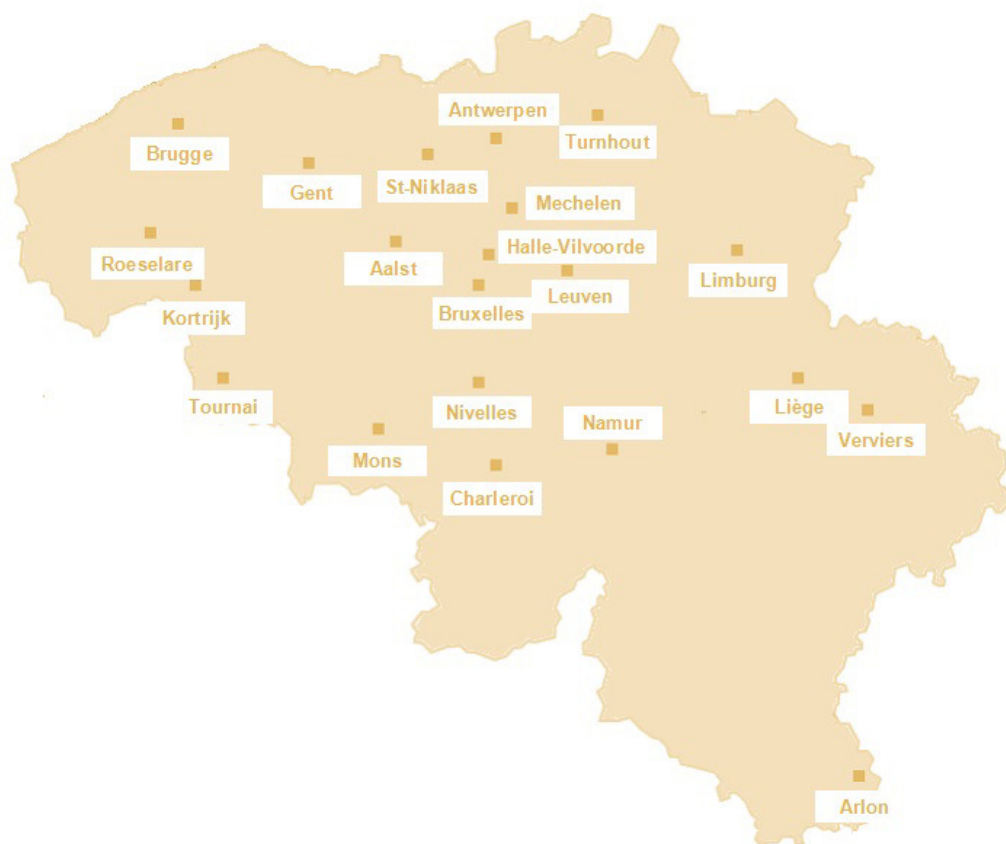 Antwerpen
Turnhout
Brugge
Gent
St-Niklaas
Mechelen
Halle-Vilvoorde
Roeselare
Aalst
Limburg
Leuven
Bruxelles
Kortrijk
Tournai
Nivelles
Liège
Namur
Verviers
Mons
Charleroi
Arlon